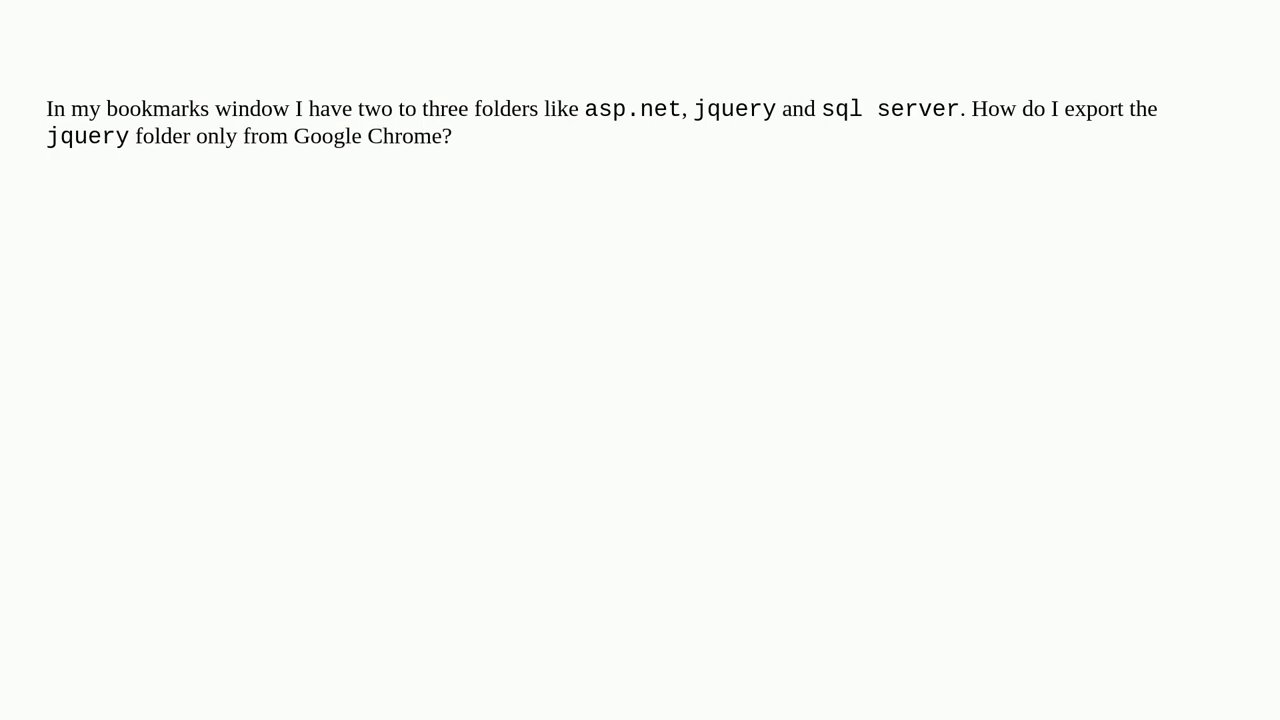 In my bookmarks window I have two to three folders like asp.net, jquery and sql server. How do I export the
jquery folder only from Google Chrome?